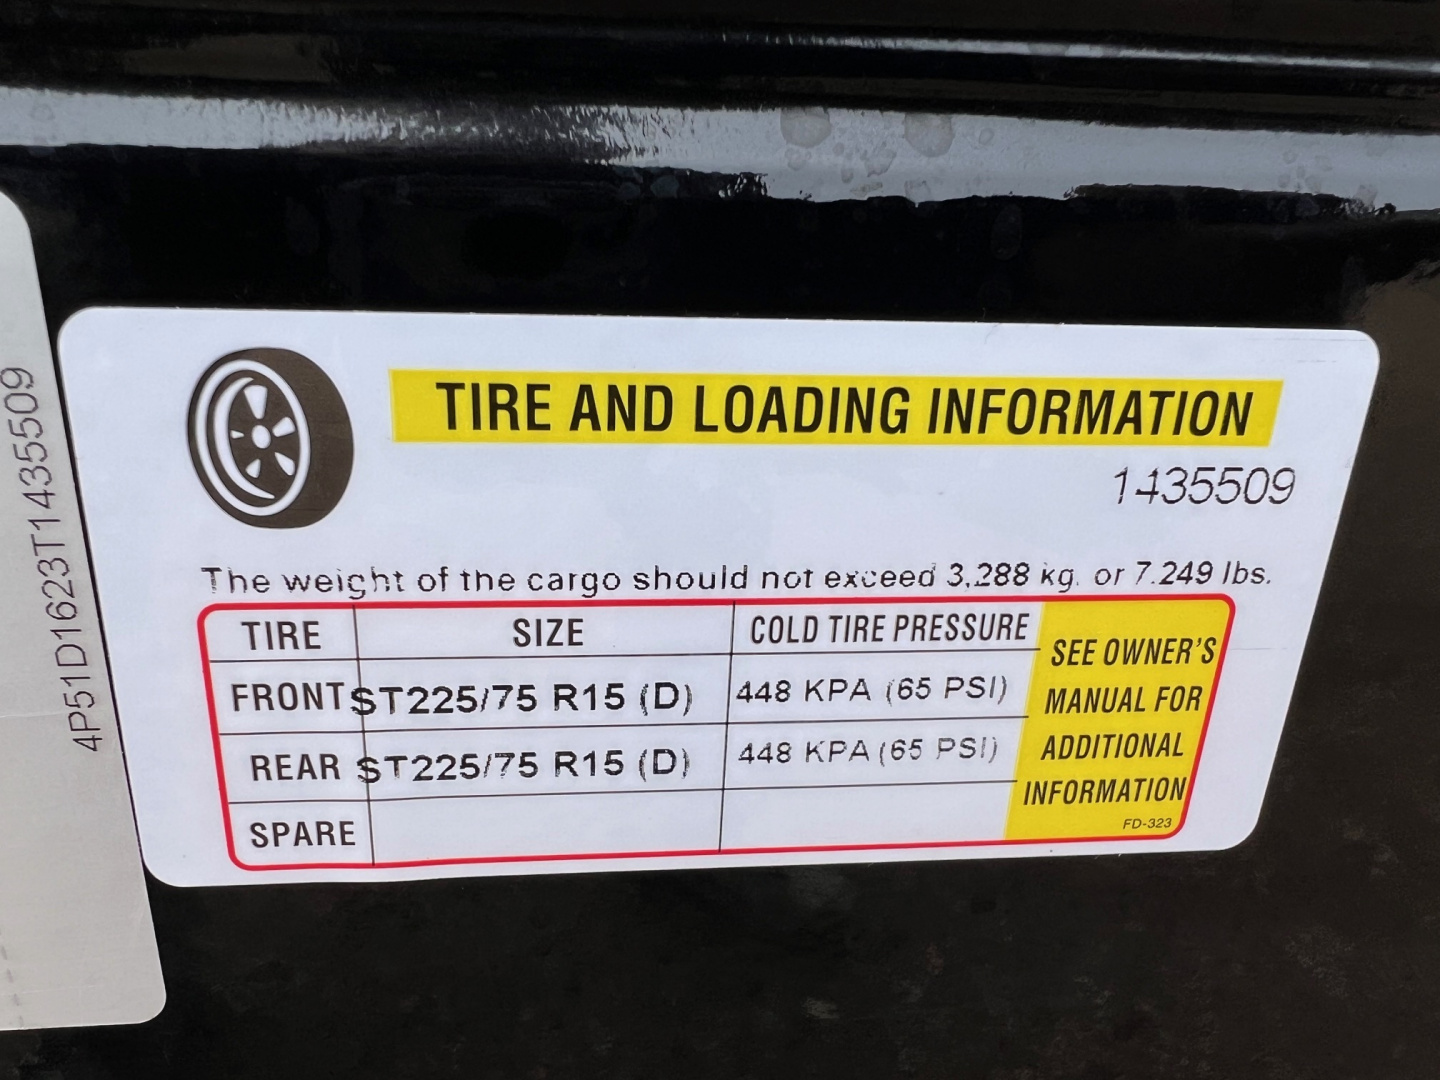 4P51D1623T1435509
TIRE AND LOADING INFORMATION
1435509
The weight of the cargo should not exceed 3,288 kg. or 7.249 lbs.
TIRE SIZE COLD TIRE PRESSURE
FRONT ST225/75 R15 (D) 448 KPA (65 PSI)
REAR ST225/75 R15 (D) 448 KPA (65 PSI)
SPARE
SEE OWNER'S
MANUAL FOR
ADDITIONAL
INFORMATION
FD-323